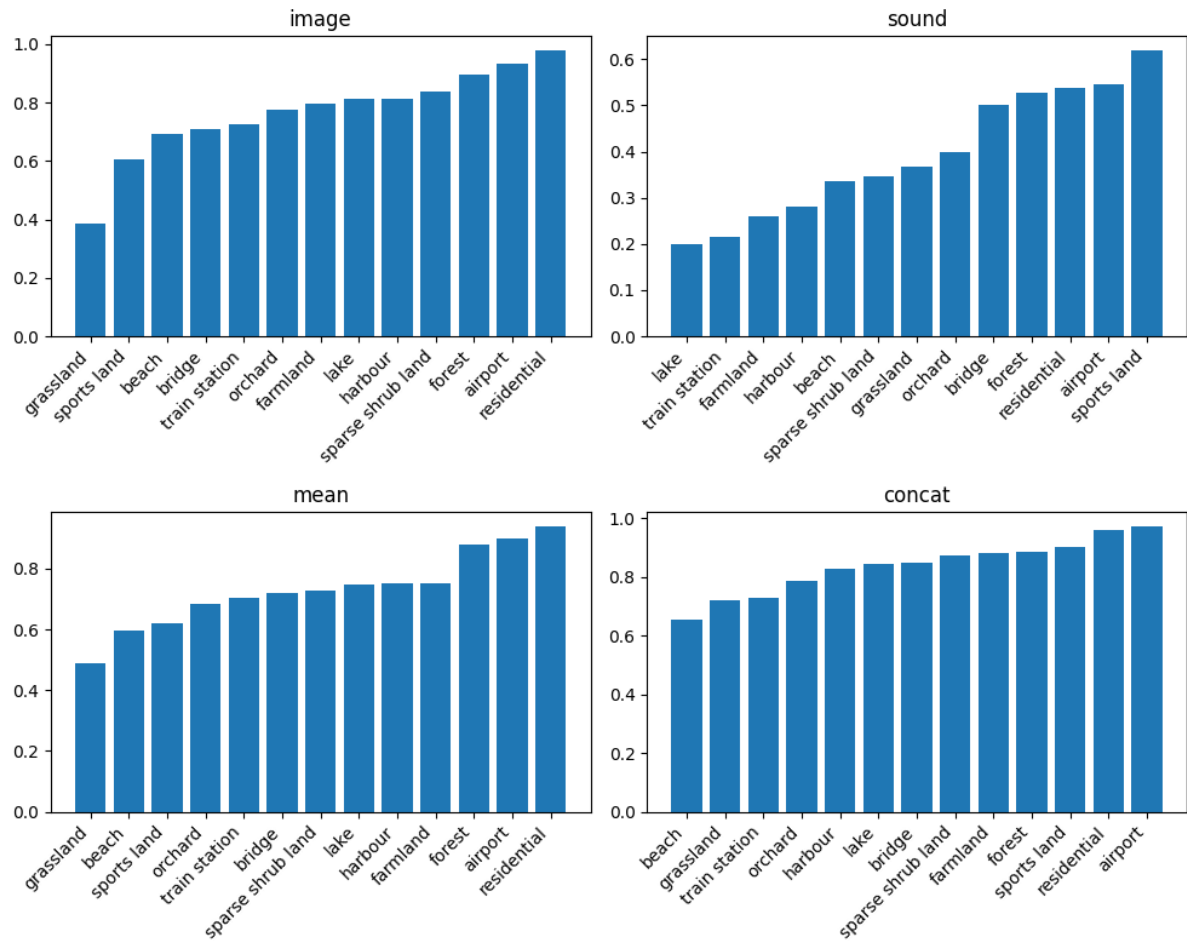 image
1.0
0.8
0.6
0.4
0.2
0.0
grassland
sports land
beach
bridge
train station
orchard
farmland
lake
harbour
sparse shrub land
forest
airport
residential
sound
0.6
0.5
0.4
0.3
0.2
0.1
0.0
lake
train station
farmland
harbour
beach
sparse shrub land
grassland
orchard
bridge
forest
residential
airport
sports land
mean
0.8
0.6
0.4
0.2
0.0
grassland
beach
sports land
orchard
train station
bridge
sparse shrub land
lake
harbour
farmland
forest
airport
residential
concat
1.0
0.8
0.6
0.4
0.2
0.0
beach
grassland
train station
orchard
harbour
lake
bridge
sparse shrub land
farmland
forest
sports land
residential
airport